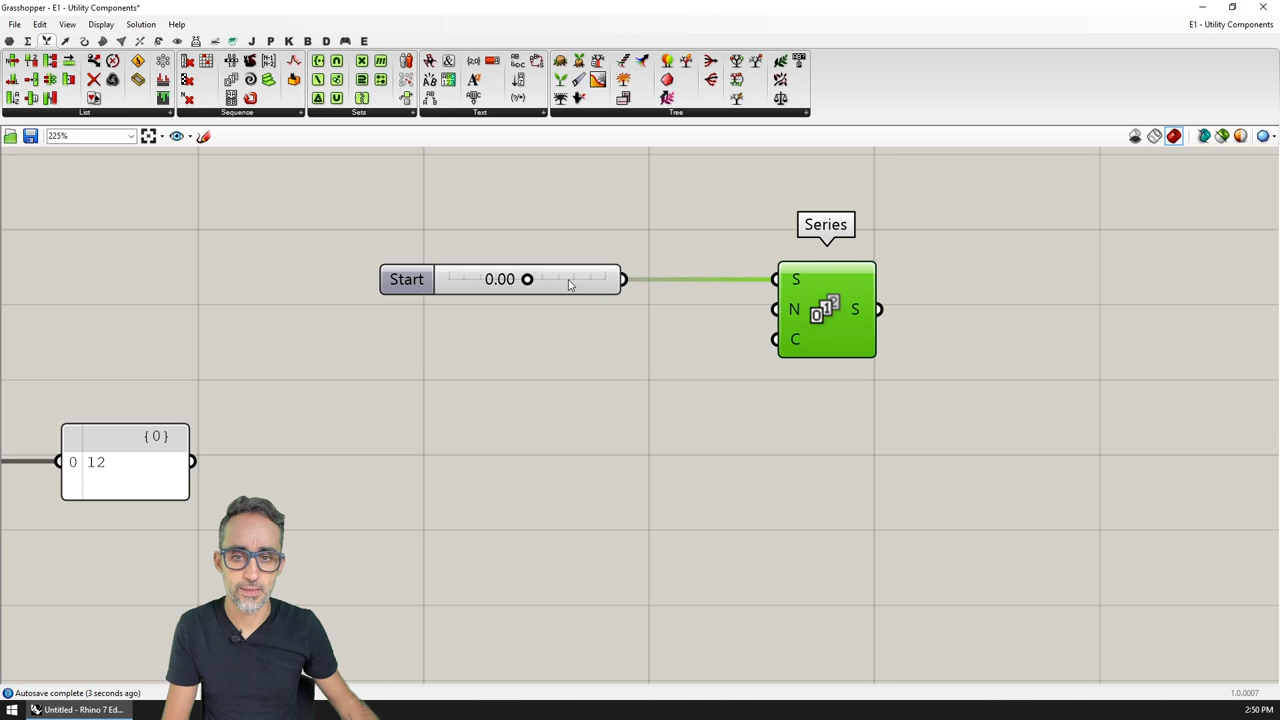 Grasshopper - E1 - Utility Components*
File Edit View Display Solution Help
E1 - Utility Components
J P K B D E
List Sequence Sets Text Tree
225%
Series
Start 0.00
S
N S
C
{0}
0 12
Autosave complete (3 seconds ago)
1.0.0007
Untitled - Rhino 7 Ed...
2:50 PM